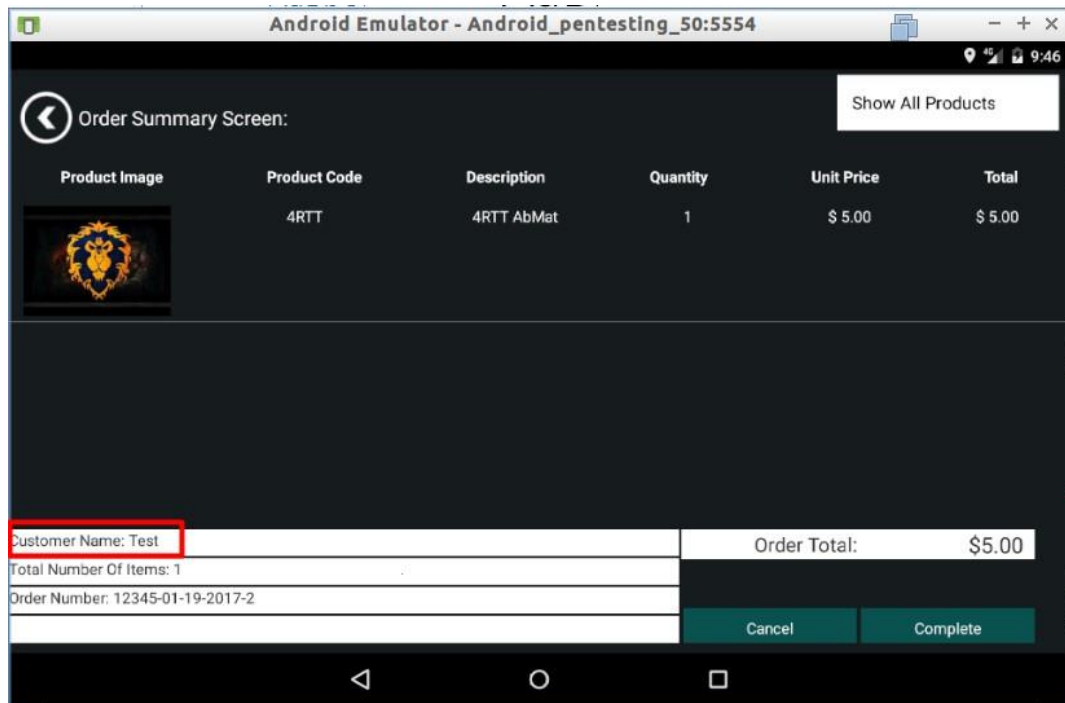 Android Emulator - Android_pentesting_50:5554
4G 9:46
Order Summary Screen:
Show All Products
Product Image Product Code Description Quantity Unit Price Total
4RTT 4RTT AbMat 1 $ 5.00 $ 5.00
Customer Name: Test
Order Total: $5.00
Total Number Of Items: 1
Order Number: 12345-01-19-2017-2
Cancel Complete